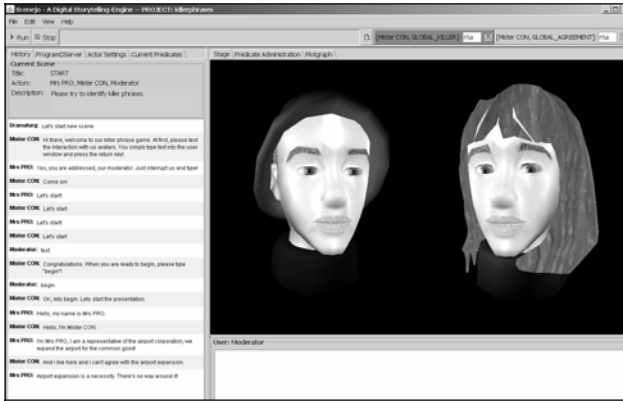 Scenejo - A Digital Storytelling-Engine -- PROJECT: killerphrases
File Edit View Help
Run Stop [Mister CON, GLOBAL_KILLER] n\a [Mister CON, GLOBAL_AGREEMENT] n\a
History ProgramDServer Actor Settings Current Predicates Stage Predicate Administration Plotgraph
Current Scene
Title: START
Actors: Mrs PRO, Mister CON, Moderator
Description: Please try to identify killer phrases.
Dramaturg: Let's start new scene
Mister CON: Hi there, welcome to our killer phrase game. At first, please test
the interaction with us avatars. You simply type text into the user
window and press the return key!
Mrs PRO: Yes, you are addressed, our moderator. Just interrupt us and type!
Mister CON: Come on!
Mrs PRO: Let's start!
Mister CON: Let's start
Mrs PRO: Let's start!
Mister CON: Let's start
Moderator: test
Mister CON: Congratulations. When you are ready to begin, please type
"begin"!
Moderator: begin
Mister CON: OK, lets begin. Lets start the presentation.
Mrs PRO: Hello, my name is Mrs PRO.
Mister CON: Hello, I'm Mister CON.
Mrs PRO: I'm Mrs PRO, I am a representative of the airport corporation, we
expand the airport for the common good!
Mister CON: And I live here and I can't agree with the airport expansion.
Mrs PRO: Airport expansion is a necessity. There's no way around it!
User: Moderator